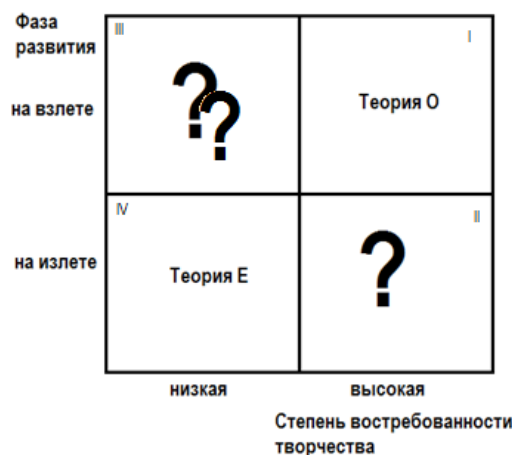 Фаза
развития
III
I
на взлете
??
Теория О
IV
II
на излете
Теория Е
?
низкая
высокая
Степень востребованности
творчества